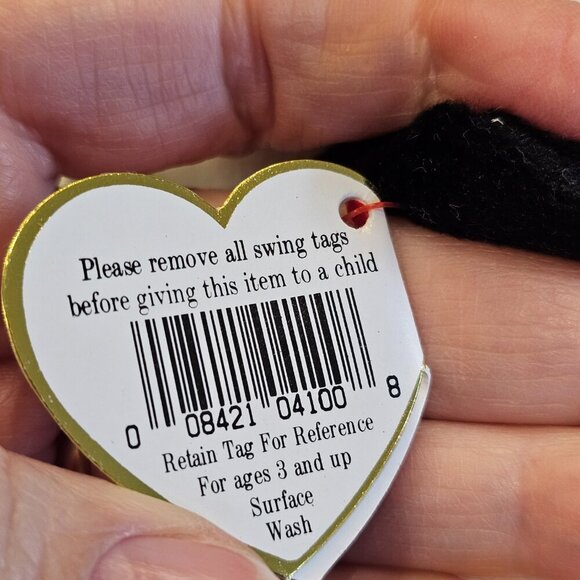 Please remove all swing tags
before giving this item to a child
0 08421 04100 8
Retain Tag For Reference
For ages 3 and up
Surface
Wash